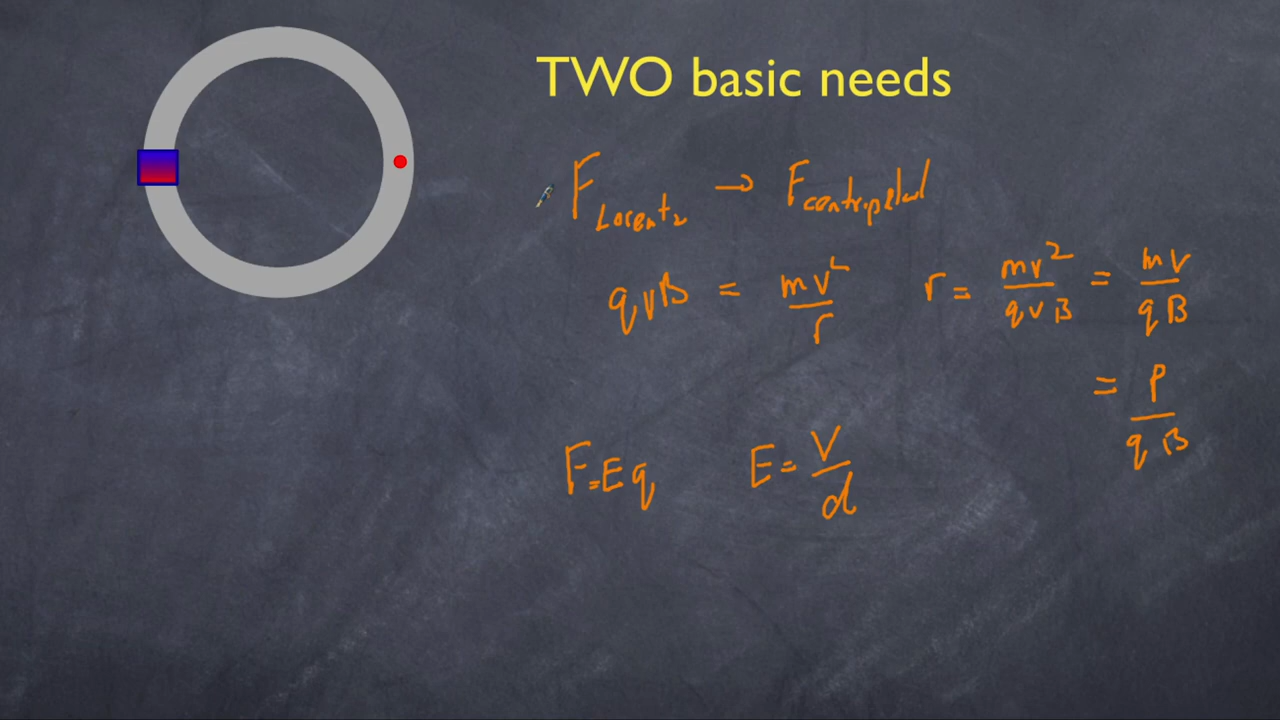 TWO basic needs
F_Lorentz → F_centripetal
qvB = mv²/r   r = mv²/qvB = mv/qB
= p/qB
F = Eq   E = V/d